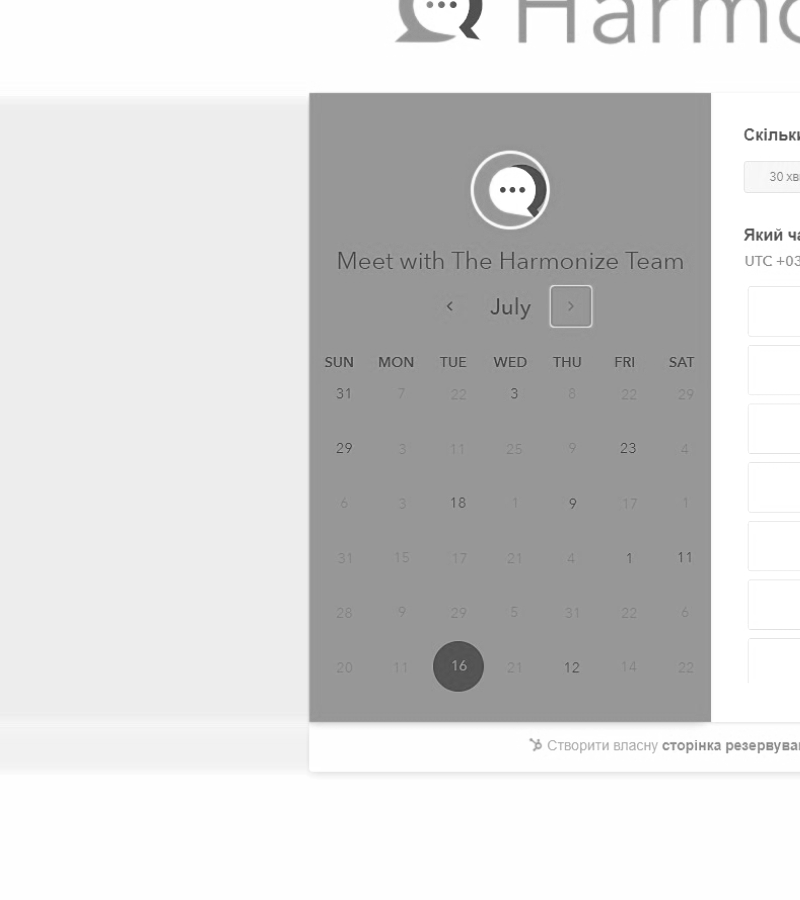 Harmo
Скільки
30 хв
Meet with The Harmonize Team
Який ча
UTC +03
July
SUN MON TUE WED THU FRI SAT
31 7 22 3 8 22 29
29 3 11 25 9 23 4
6 3 18 1 9 17 1
31 15 17 21 4 1 11
28 9 29 5 31 22 6
20 11 16 21 12 14 22
Створити власну сторінка резервува